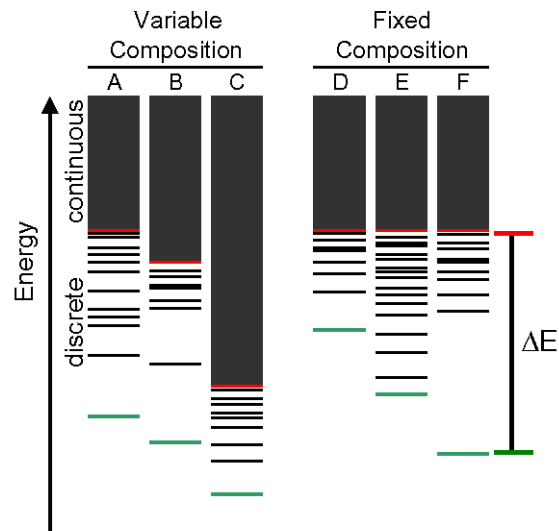 Variable
Composition
Fixed
Composition
A B C D E F
continuous
discrete
Energy
ΔE